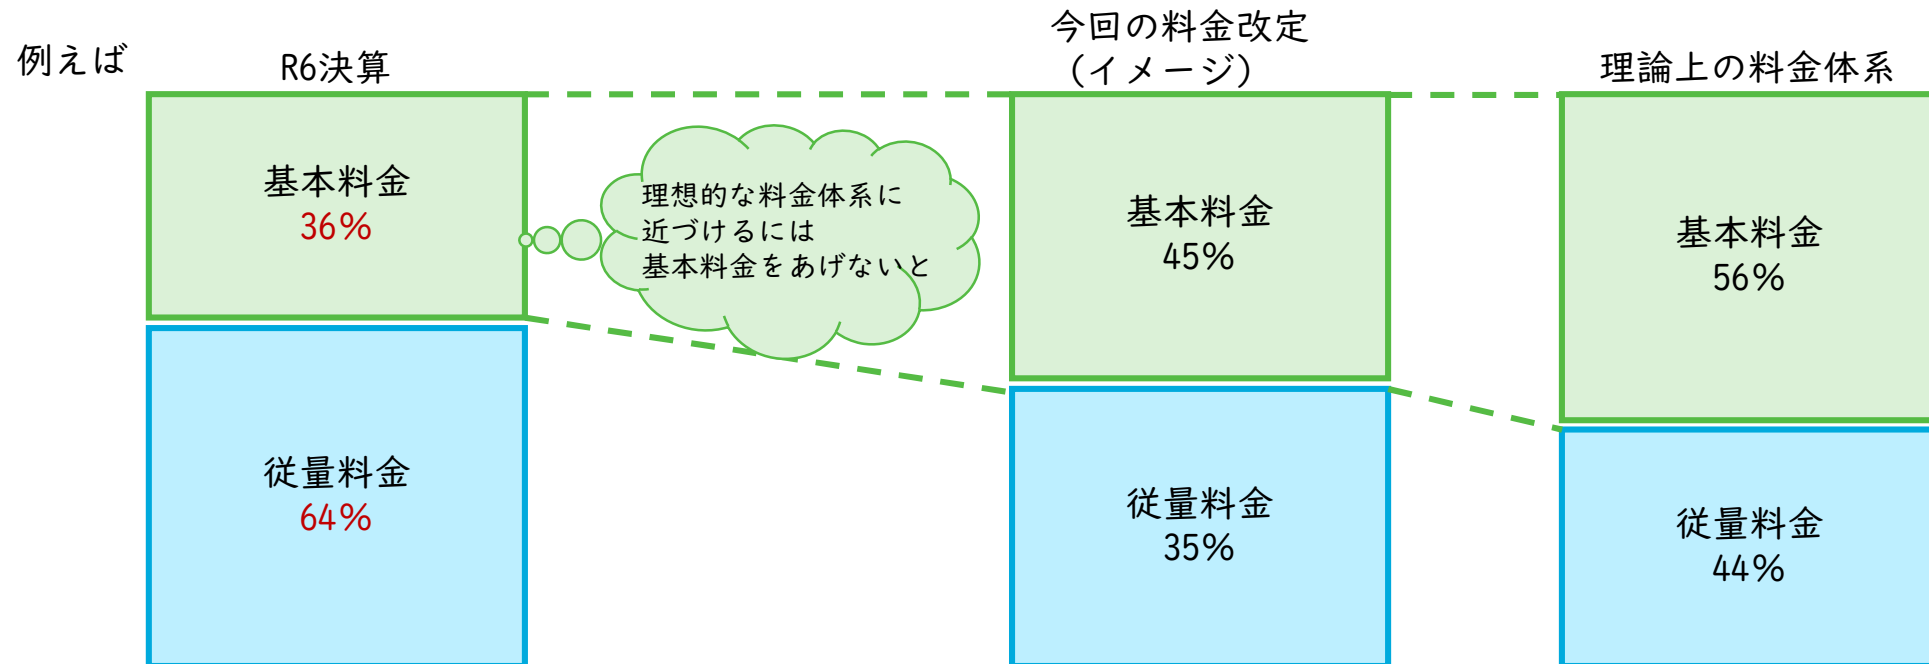 例えば
R6決算
今回の料金改定
(イメージ)
理論上の料金体系
基本料金
36%
理想的な料金体系に
近づけるには
基本料金をあげないと
基本料金
45%
基本料金
56%
従量料金
64%
従量料金
35%
従量料金
44%